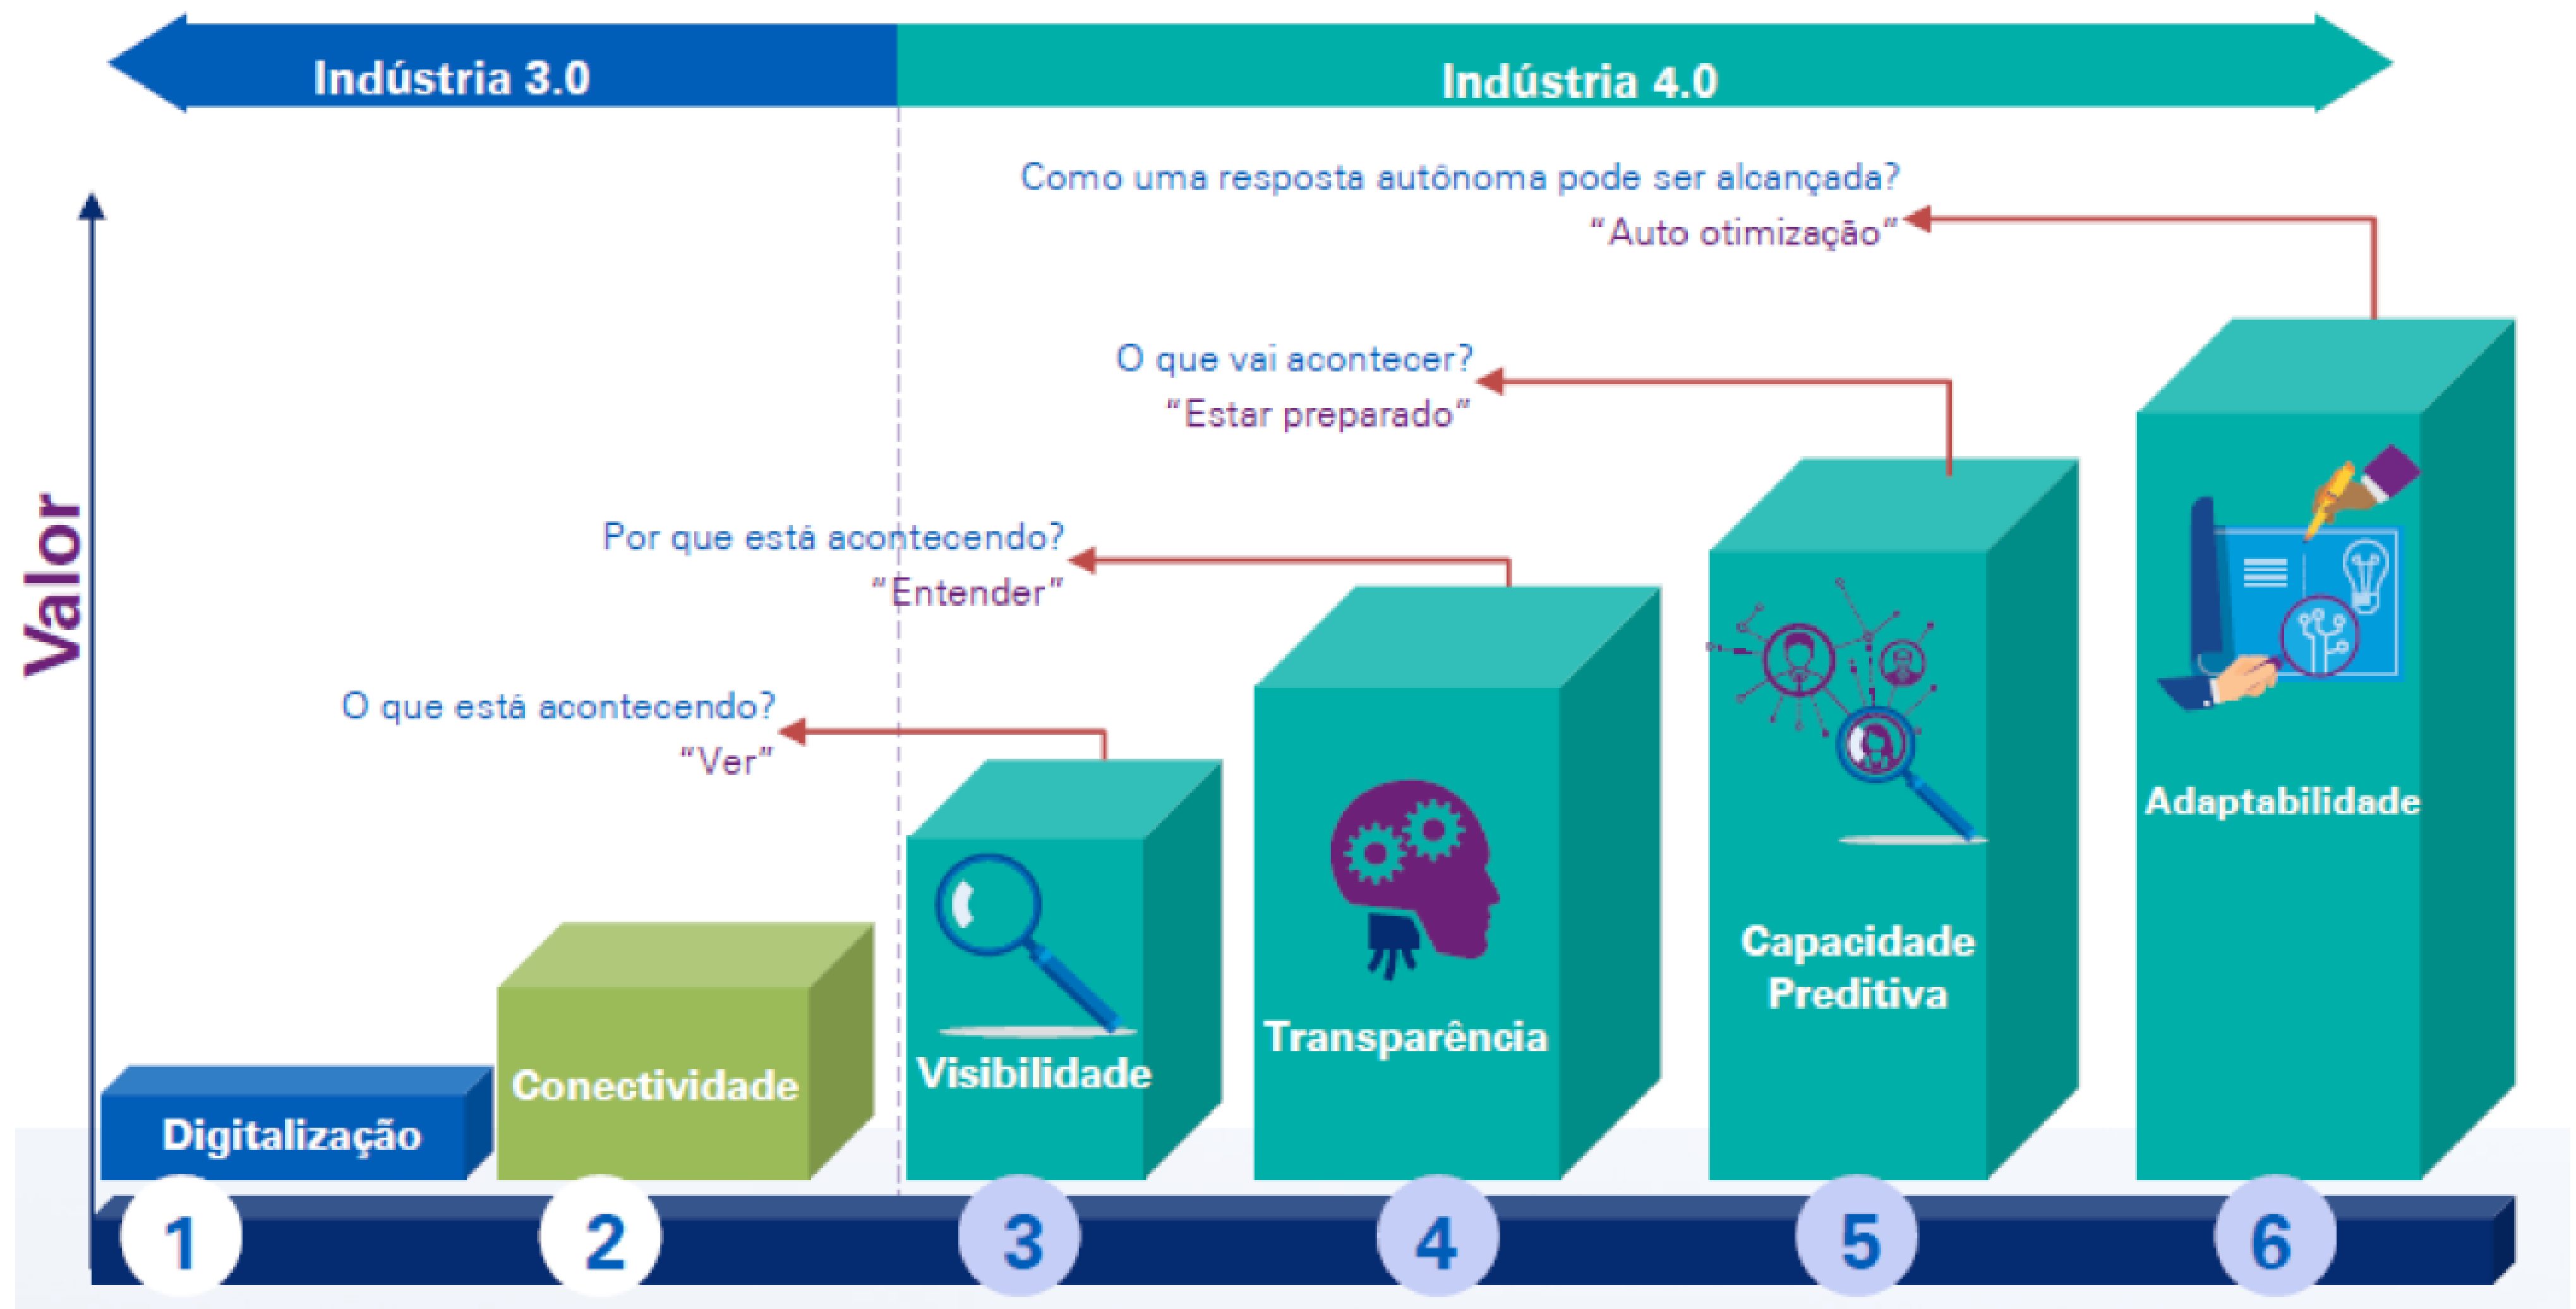 Indústria 3.0
Indústria 4.0
Como uma resposta autônoma pode ser alcançada?
“Auto otimização”
O que vai acontecer?
“Estar preparado”
Por que está acontecendo?
“Entender”
O que está acontecendo?
“Ver”
Valor
Digitalização
Conectividade
Visibilidade
Transparência
Capacidade
Preditiva
Adaptabilidade
1
2
3
4
5
6